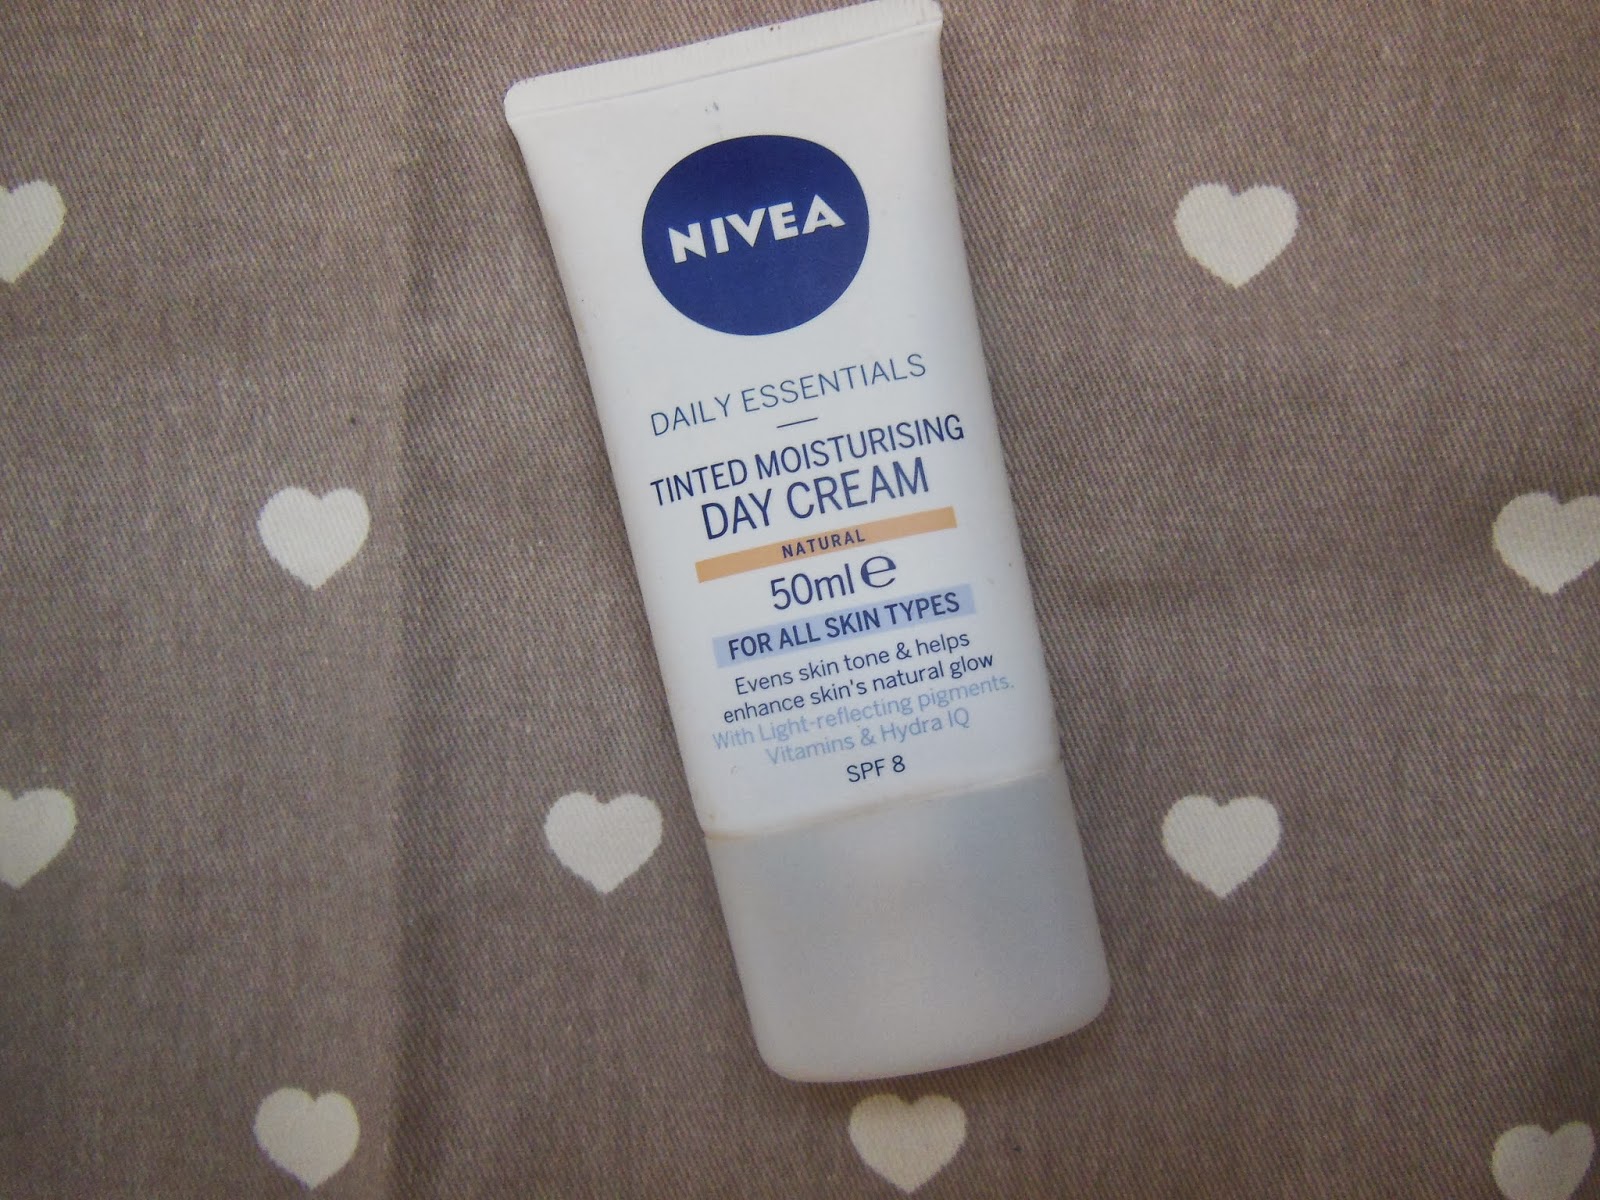 NIVEA
DAILY ESSENTIALS
TINTED MOISTURISING
DAY CREAM
NATURAL
50ml ℮
FOR ALL SKIN TYPES
Evens skin tone & helps
enhance skin's natural glow
With Light-reflecting pigments.
Vitamins & Hydra IQ
SPF 8